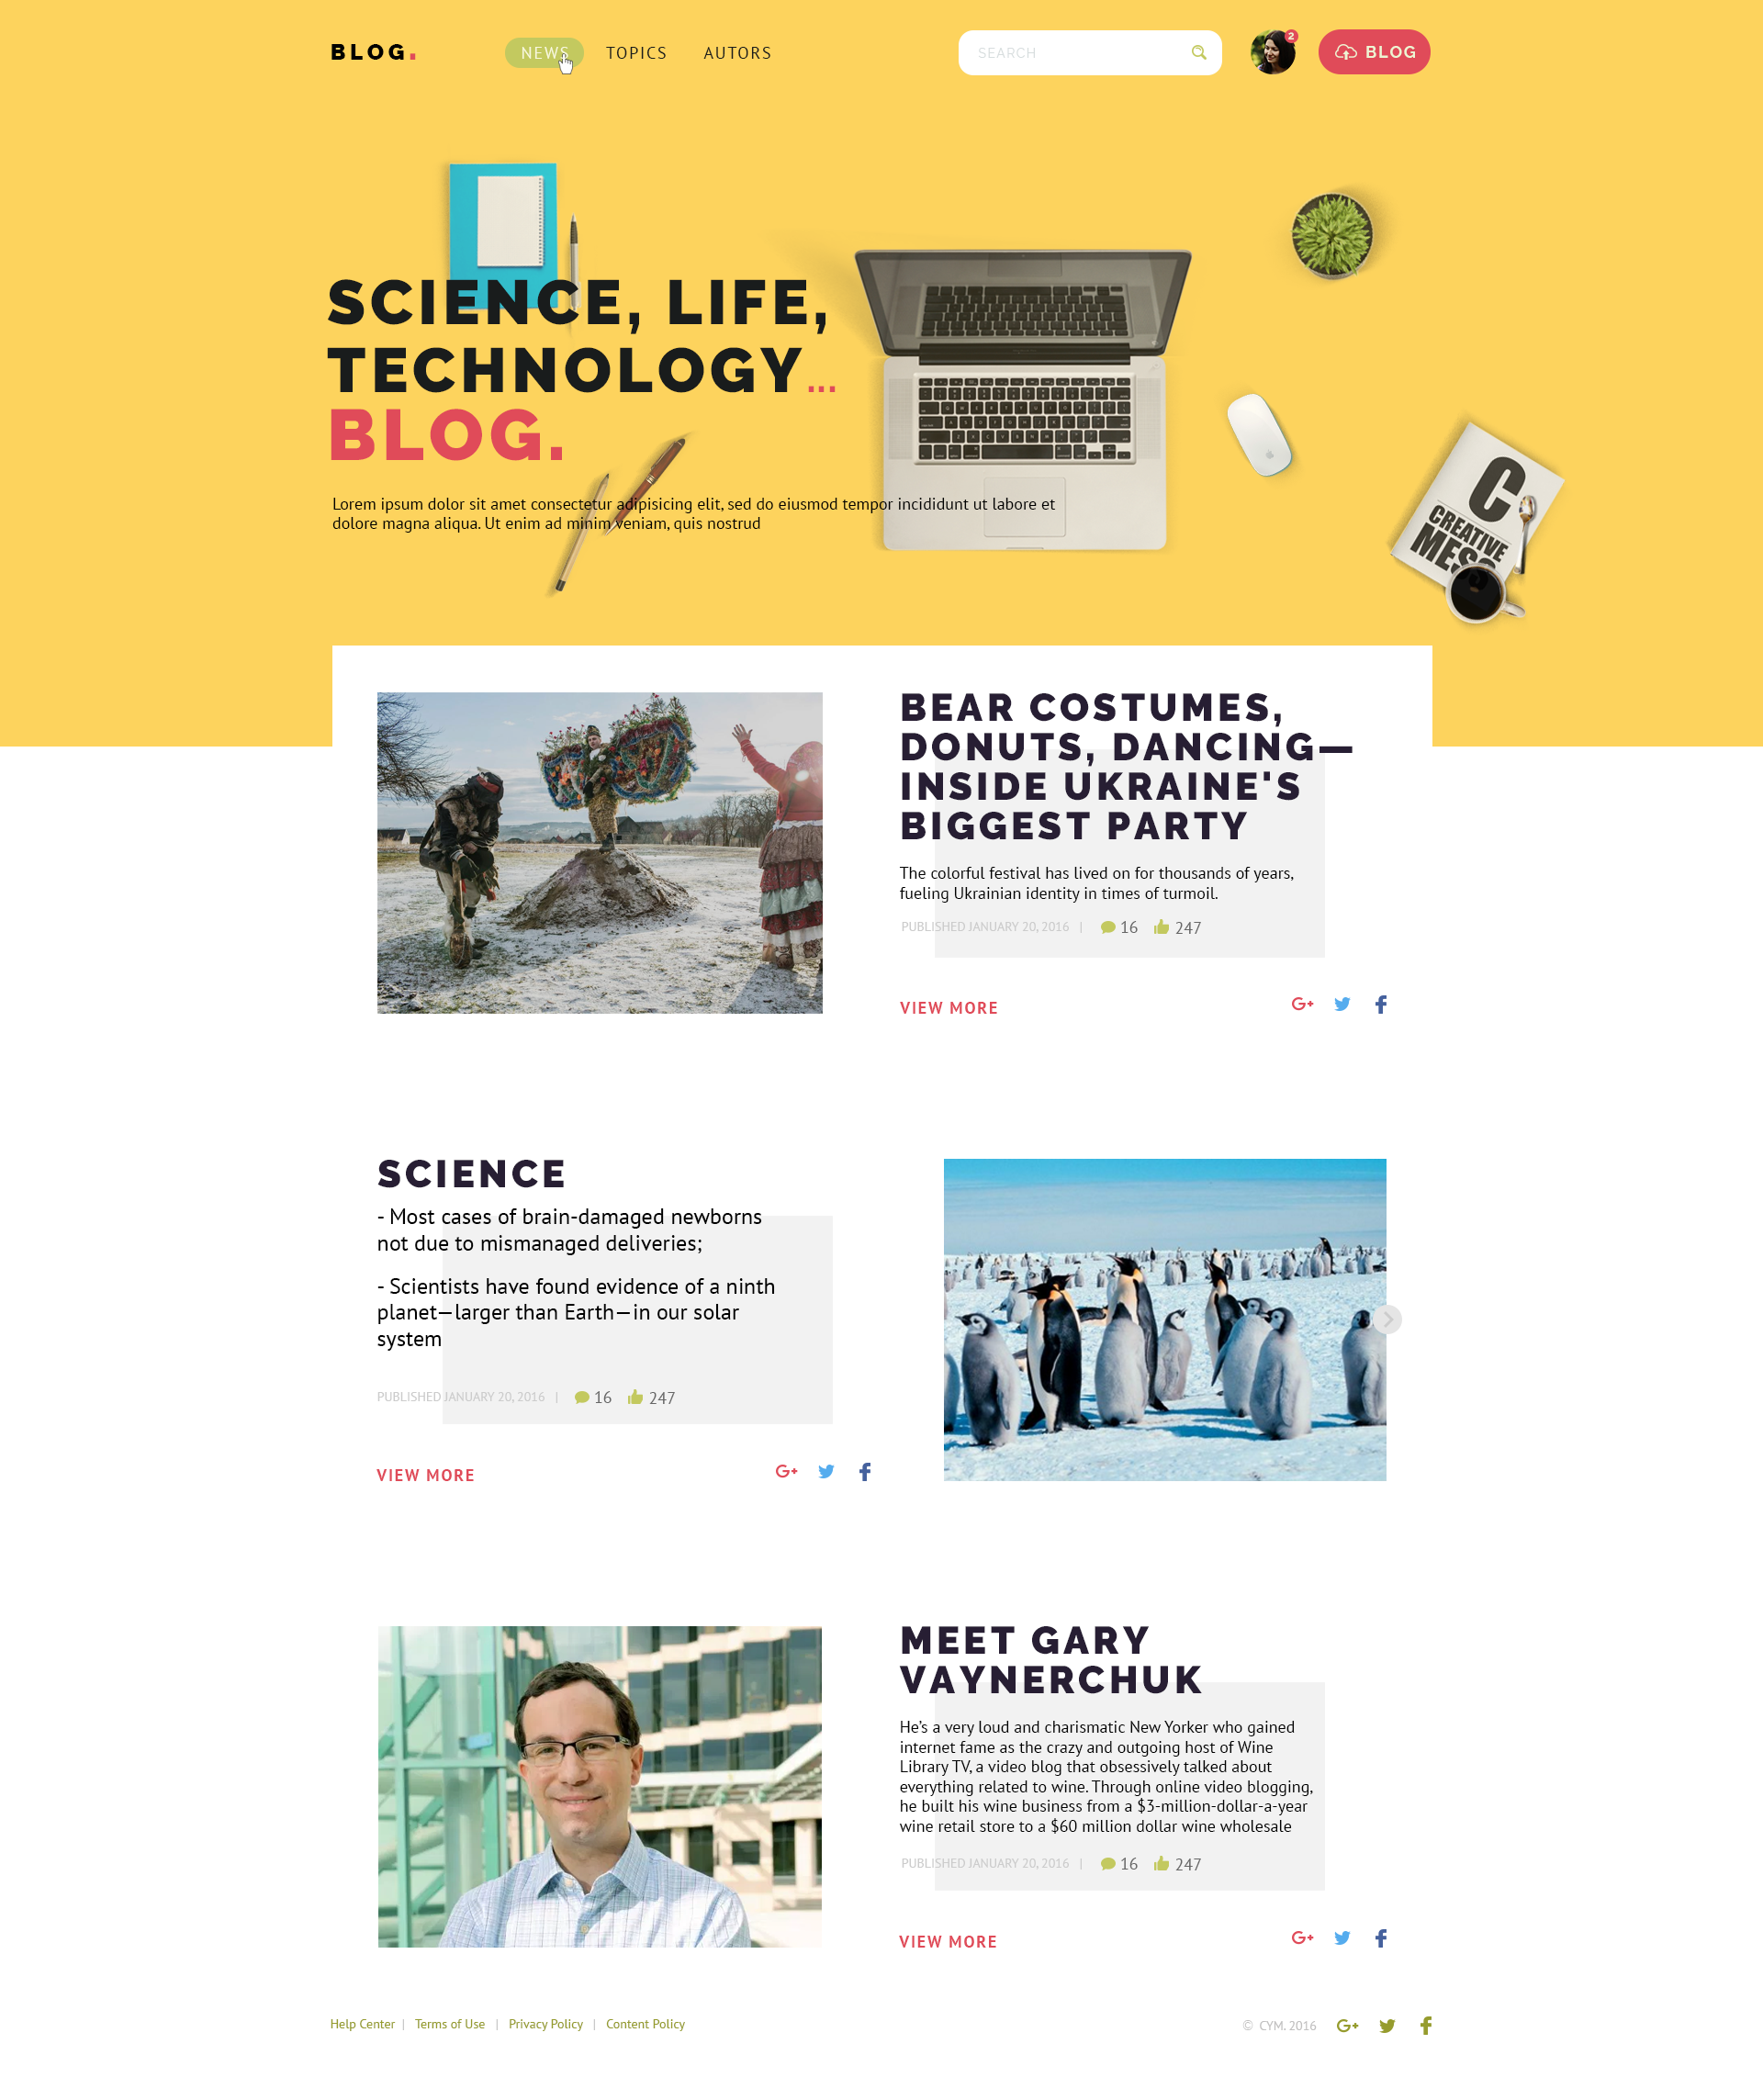 BLOG.
NEWS TOPICS AUTORS
SEARCH
2
BLOG
SCIENCE, LIFE,
TECHNOLOGY...
BLOG.
Lorem ipsum dolor sit amet consectetur adipisicing elit, sed do eiusmod tempor incididunt ut labore et
dolore magna aliqua. Ut enim ad minim veniam, quis nostrud
C
CREATIVE
MESS
BEAR COSTUMES,
DONUTS, DANCING—
INSIDE UKRAINE'S
BIGGEST PARTY
The colorful festival has lived on for thousands of years,
fueling Ukrainian identity in times of turmoil.
PUBLISHED JANUARY 20, 2016 | 16 247
VIEW MORE G+ f
SCIENCE
- Most cases of brain-damaged newborns
not due to mismanaged deliveries;
- Scientists have found evidence of a ninth
planet—larger than Earth—in our solar
system
PUBLISHED JANUARY 20, 2016 | 16 247
VIEW MORE G+ f
MEET GARY
VAYNERCHUK
He’s a very loud and charismatic New Yorker who gained
internet fame as the crazy and outgoing host of Wine
Library TV, a video blog that obsessively talked about
everything related to wine. Through online video blogging,
he built his wine business from a $3-million-dollar-a-year
wine retail store to a $60 million dollar wine wholesale
PUBLISHED JANUARY 20, 2016 | 16 247
VIEW MORE G+ f
Help Center | Terms of Use | Privacy Policy | Content Policy
© CYM. 2016 G+ f